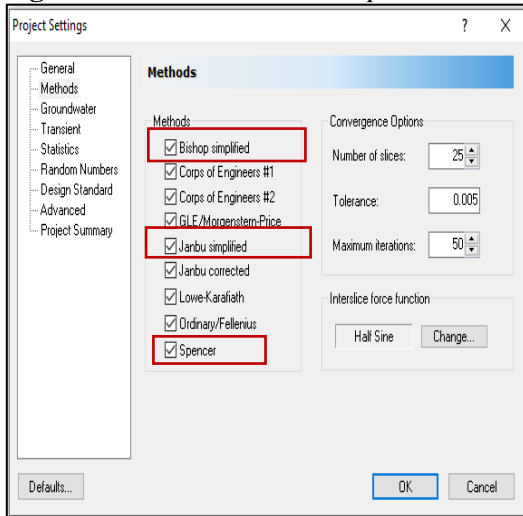 Project Settings ? X
General
Methods
Groundwater
Transient
Statistics
Random Numbers
Design Standard
Advanced
Project Summary
Methods
Methods
Bishop simplified
Corps of Engineers #1
Corps of Engineers #2
GLE/Morgenstern-Price
Janbu simplified
Janbu corrected
Lowe-Karafiath
Ordinary/Fellenius
Spencer
Convergence Options
Number of slices: 25
Tolerance: 0.005
Maximum iterations: 50
Interslice force function
Half Sine Change...
Defaults... OK Cancel